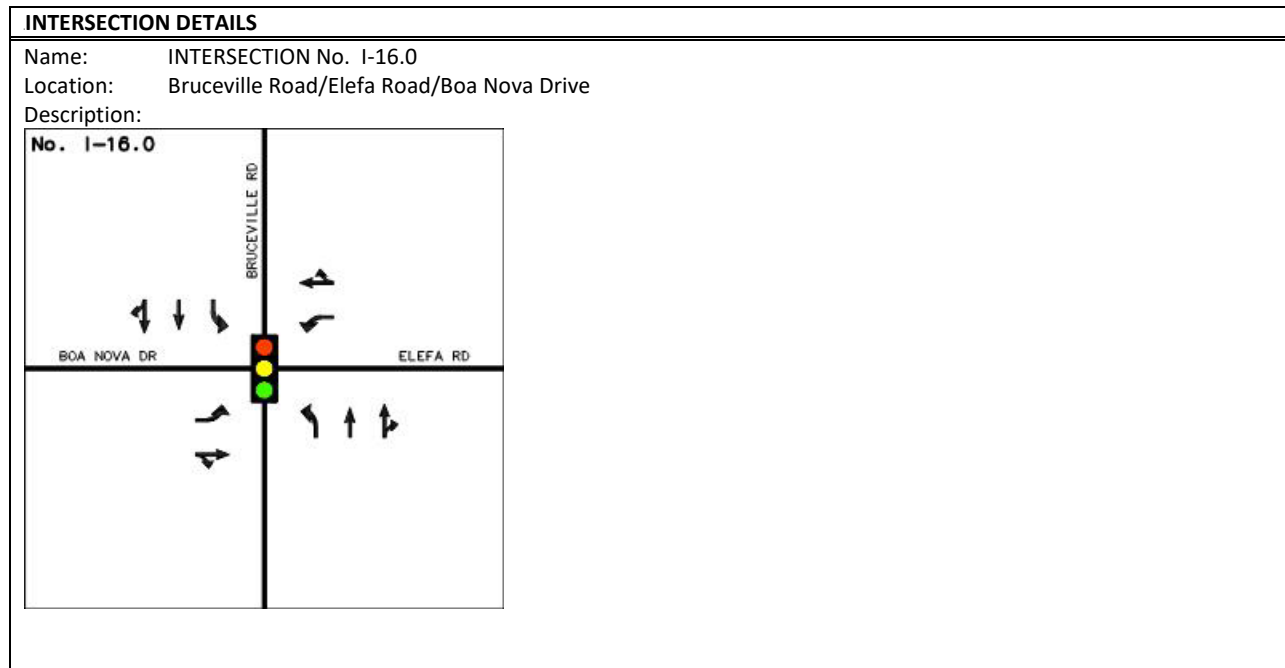 INTERSECTION DETAILS
Name: INTERSECTION No. I-16.0
Location: Bruceville Road/Elefa Road/Boa Nova Drive
Description:
No. I-16.0
BRUCEVILLE RD
BOA NOVA DR
ELEFA RD